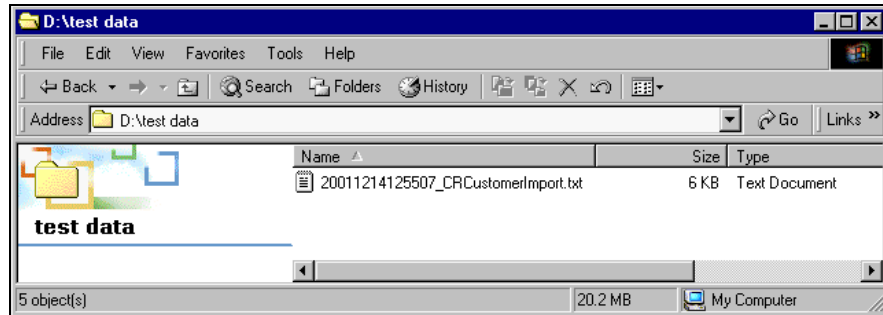 D:\test data
File Edit View Favorites Tools Help
Back Search Folders History
Address D:\test data Go Links »
Name Size Type
20011214125507_CRCustomerImport.txt 6 KB Text Document
test data
5 object(s) 20.2 MB My Computer